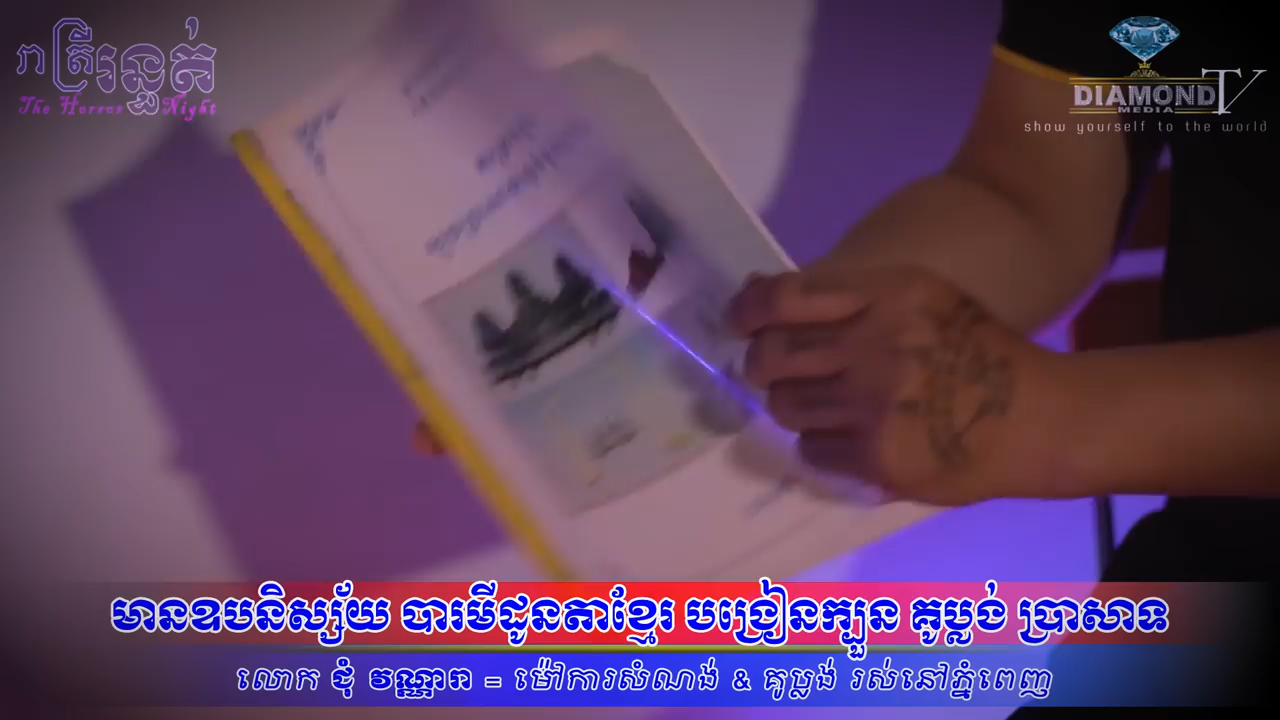 រាត្រីរន្ធត់
The Horror Night
DIAMOND TV
MEDIA
show yourself to the world
មានឧបនិស្ស័យ បារមីដូនតាខ្មែរ បង្រៀនក្បួន គូប្លង់ ប្រាសាទ
លោក ជុំ វណ្ណារា = ម៉ៅការសំណង់ & គូប្លង់ រស់នៅភ្នំពេញ